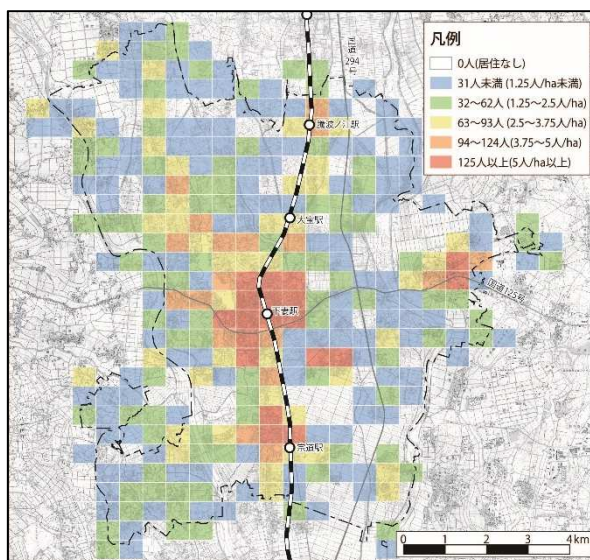 凡例
0人(居住なし)
31人未満 (1.25人/ha未満)
32～62人 (1.25～2.5人/ha)
63～93人 (2.5～3.75人/ha)
94～124人 (3.75～5人/ha)
125人以上(5人/ha以上)
国道
294
号
騰波ノ江駅
大宝駅
国道125号
下妻駅
宗道駅
0 1 2 3 4km